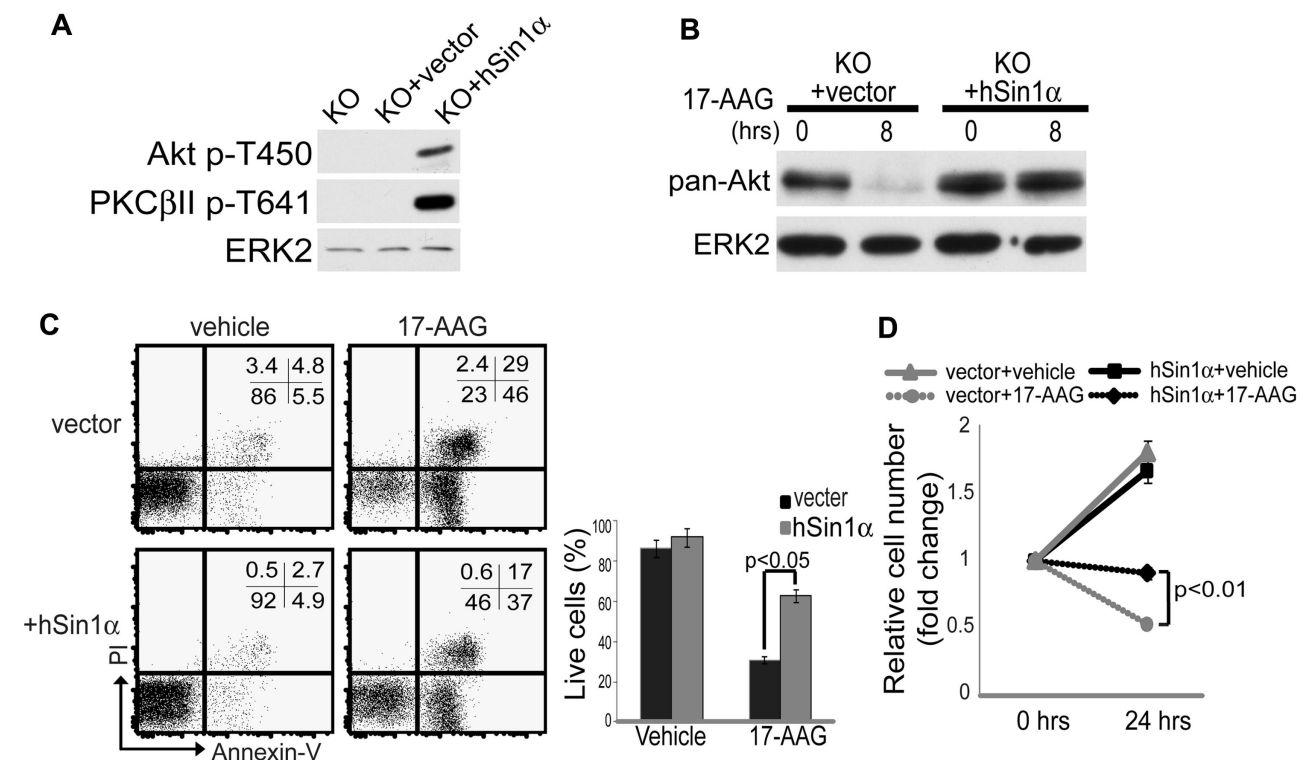 A
KO
KO+vector
KO+hSin1α
Akt p-T450
PKCβII p-T641
ERK2
B
KO
+vector
KO
+hSin1α
17-AAG
(hrs) 0 8 0 8
pan-Akt
ERK2
C
vehicle 17-AAG
vector
3.4 4.8
86 5.5
2.4 29
23 46
+hSin1α
0.5 2.7
92 4.9
0.6 17
46 37
PI
Annexin-V
vecter
hSin1α
Live cells (%)
100
80
60
40
20
0
p<0.05
Vehicle 17-AAG
D
vector+vehicle hSin1α+vehicle
vector+17-AAG hSin1α+17-AAG
Relative cell number
(fold change)
2
1.5
1
0.5
0
p<0.01
0 hrs 24 hrs